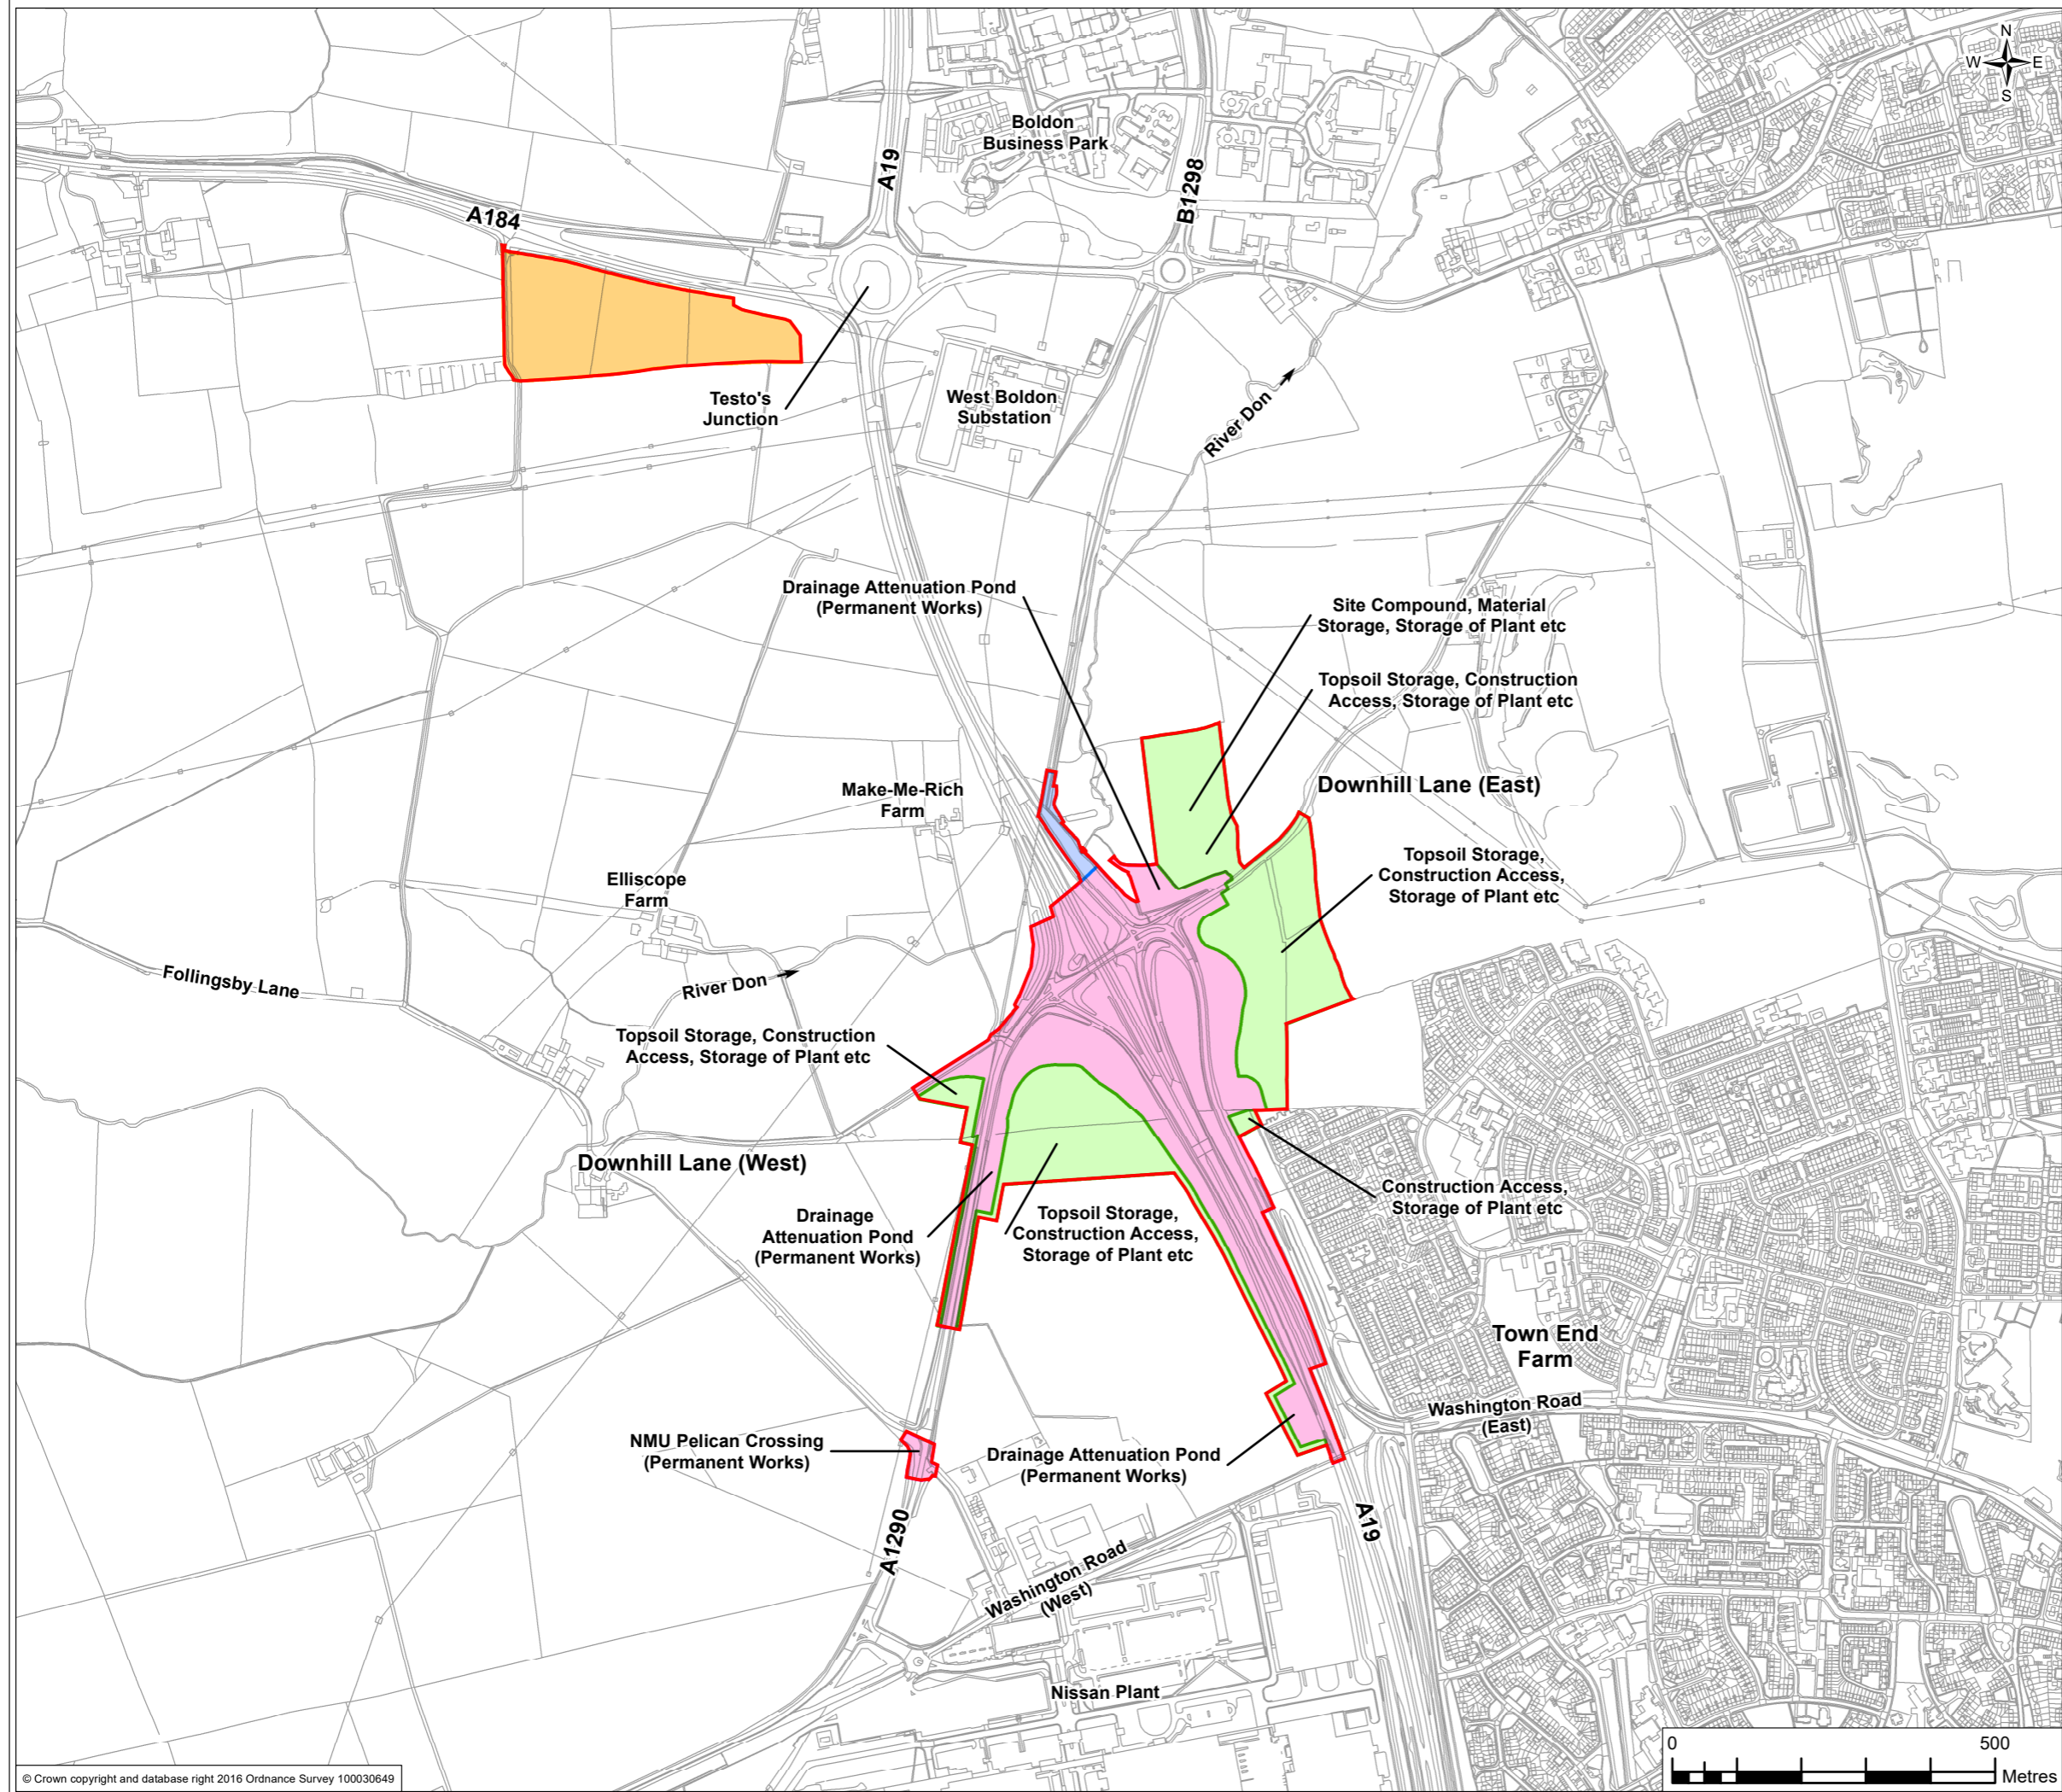 N
W E
S
Boldon
Business Park
A19
B1298
A184
Testo's
Junction
West Boldon
Substation
River Don
Drainage Attenuation Pond
(Permanent Works)
Site Compound, Material
Storage, Storage of Plant etc
Topsoil Storage, Construction
Access, Storage of Plant etc
Downhill Lane (East)
Make-Me-Rich
Farm
Topsoil Storage,
Construction Access,
Storage of Plant etc
Elliscope
Farm
Follingsby Lane
River Don
Topsoil Storage, Construction
Access, Storage of Plant etc
Downhill Lane (West)
Construction Access,
Storage of Plant etc
Drainage
Attenuation Pond
(Permanent Works)
Topsoil Storage,
Construction Access,
Storage of Plant etc
Town End
Farm
Washington Road
(East)
NMU Pelican Crossing
(Permanent Works)
Drainage Attenuation Pond
(Permanent Works)
A1290
A19
Washington Road
(West)
Nissan Plant
0 500
Metres
© Crown copyright and database right 2016 Ordnance Survey 100030649